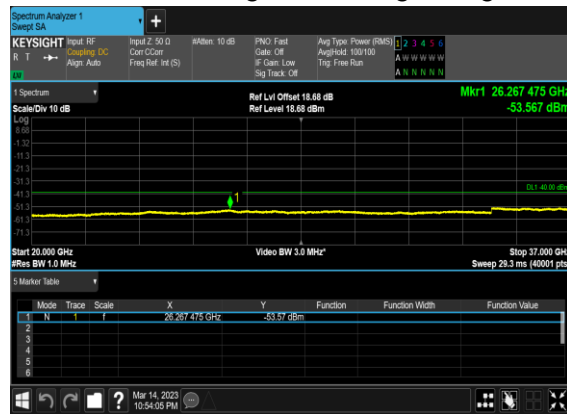 Spectrum Analyzer 1
Swept SA
KEYSIGHT Input: RF Input Z: 50 Ω #Atten: 10 dB PNO: Fast Avg Type: Power (RMS) 1 2 3 4 5 6
R T Coupling: DC Corr CCorr Gate: Off Avg|Hold: 100/100 A W W W W W
Align: Auto Freq Ref: Int (S) IF Gain: Low Trig: Free Run
Sig Track: Off A N N N N N
1 Spectrum Ref Lvl Offset 18.68 dB Mkr1 26.267 475 GHz
Scale/Div 10 dB Ref Level 18.68 dBm -53.567 dBm
Log
8.68
-1.32
-11.3
-21.3
-31.3
-41.3
DL1 -40.00 dBm
1
-51.3
-61.3
-71.3
Start 20.000 GHz Video BW 3.0 MHz* Stop 37.000 GHz
#Res BW 1.0 MHz Sweep 29.3 ms (40001 pts)
5 Marker Table
Mode Trace Scale X Y Function Function Width Function Value
1 N 1 f 26.267 475 GHz -53.57 dBm
2
3
4
5
6
? Mar 14, 2023
10:54:05 PM